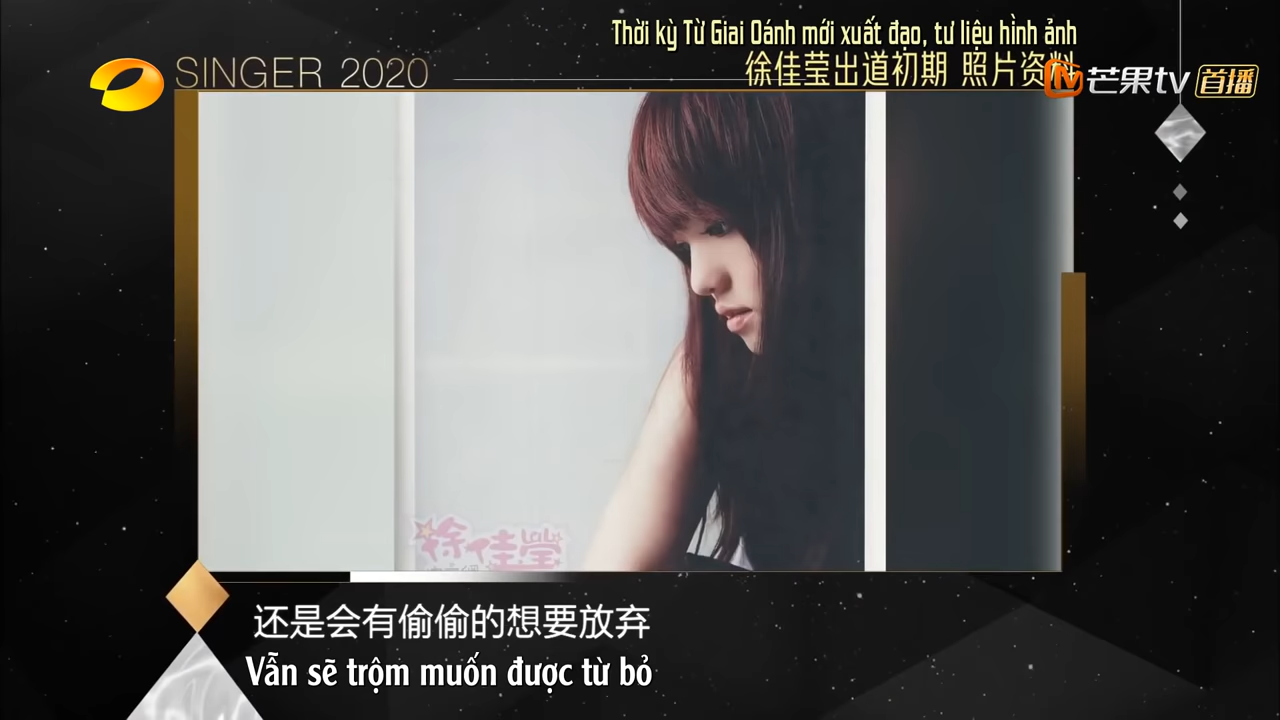 Thời kỳ Từ Giai Oánh mới xuất đạo, tư liệu hình ảnh
SINGER 2020
徐佳莹出道初期 照片资料
芒果tv 首播
徐佳瑩
还是会有偷偷的想要放弃
Vẫn sẽ trộm muốn được từ bỏ